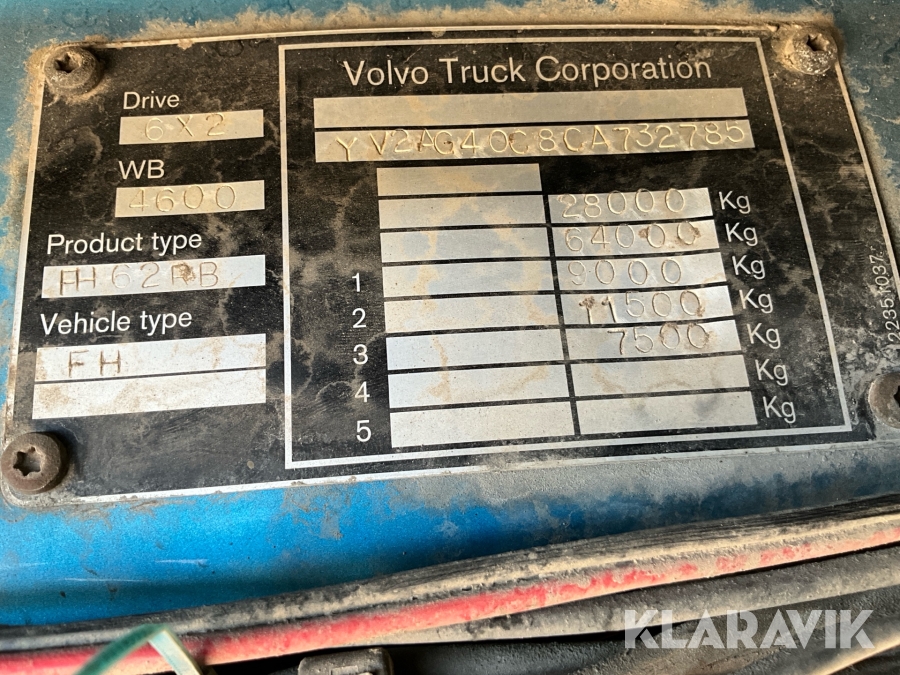 Volvo Truck Corporation
Drive
6X2
YV2AG40C8CA732785
WB
4600
28000 Kg
64000 Kg
Product type
FH62RB
1 9000 Kg
2 11500 Kg
Vehicle type
FH
3 7500 Kg
4 Kg
5 Kg
22351037
KLARAVIK